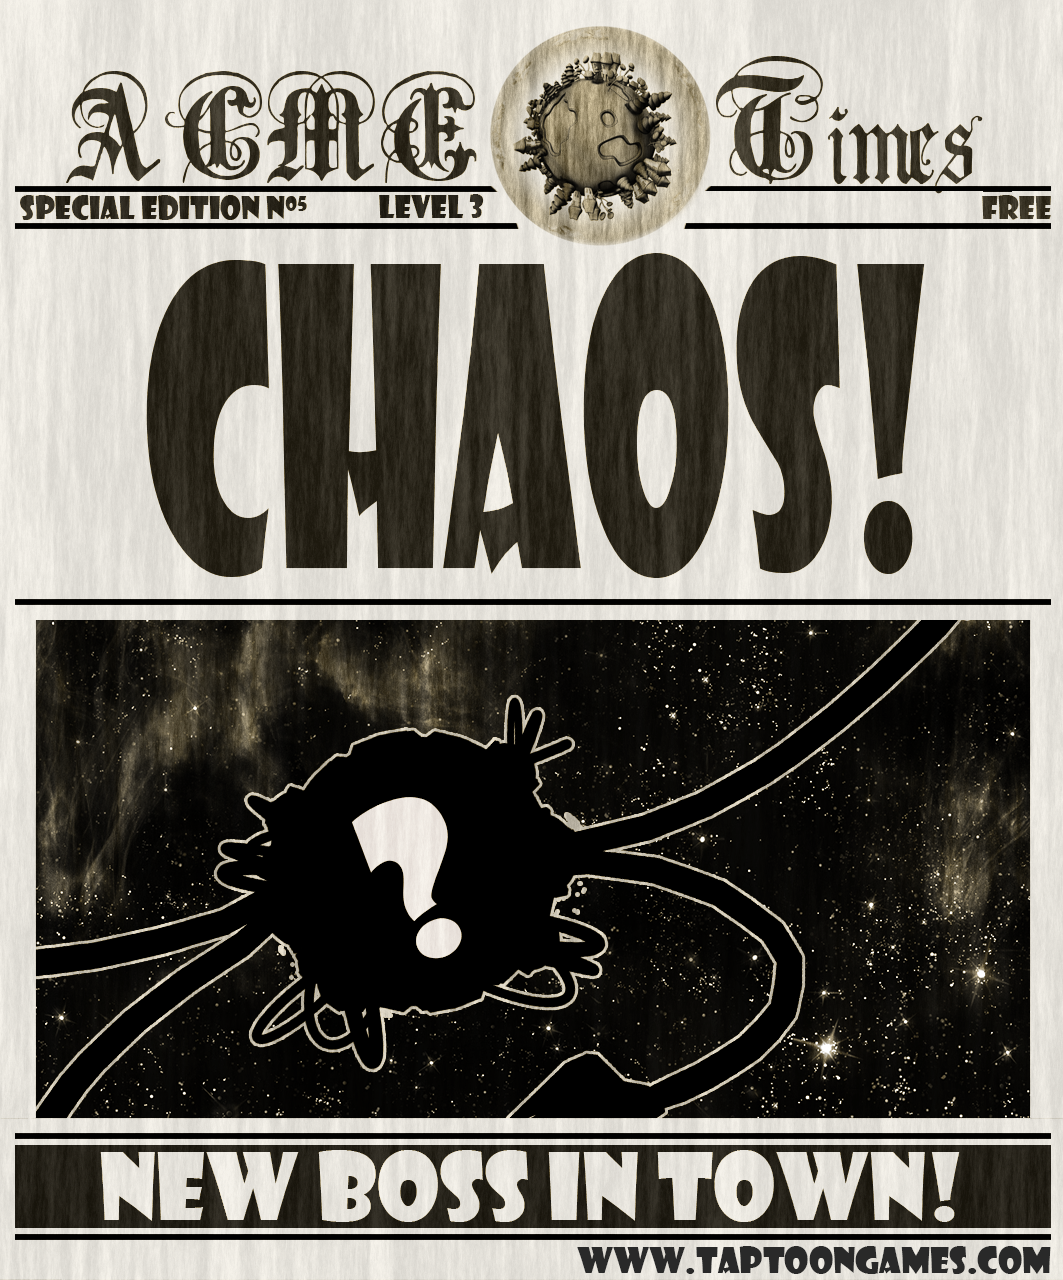 ACME Times
SPECIAL EDITION Nº5 LEVEL 3 FREE
CHAOS!
?
NEW BOSS IN TOWN!
WWW.TAPTOONGAMES.COM